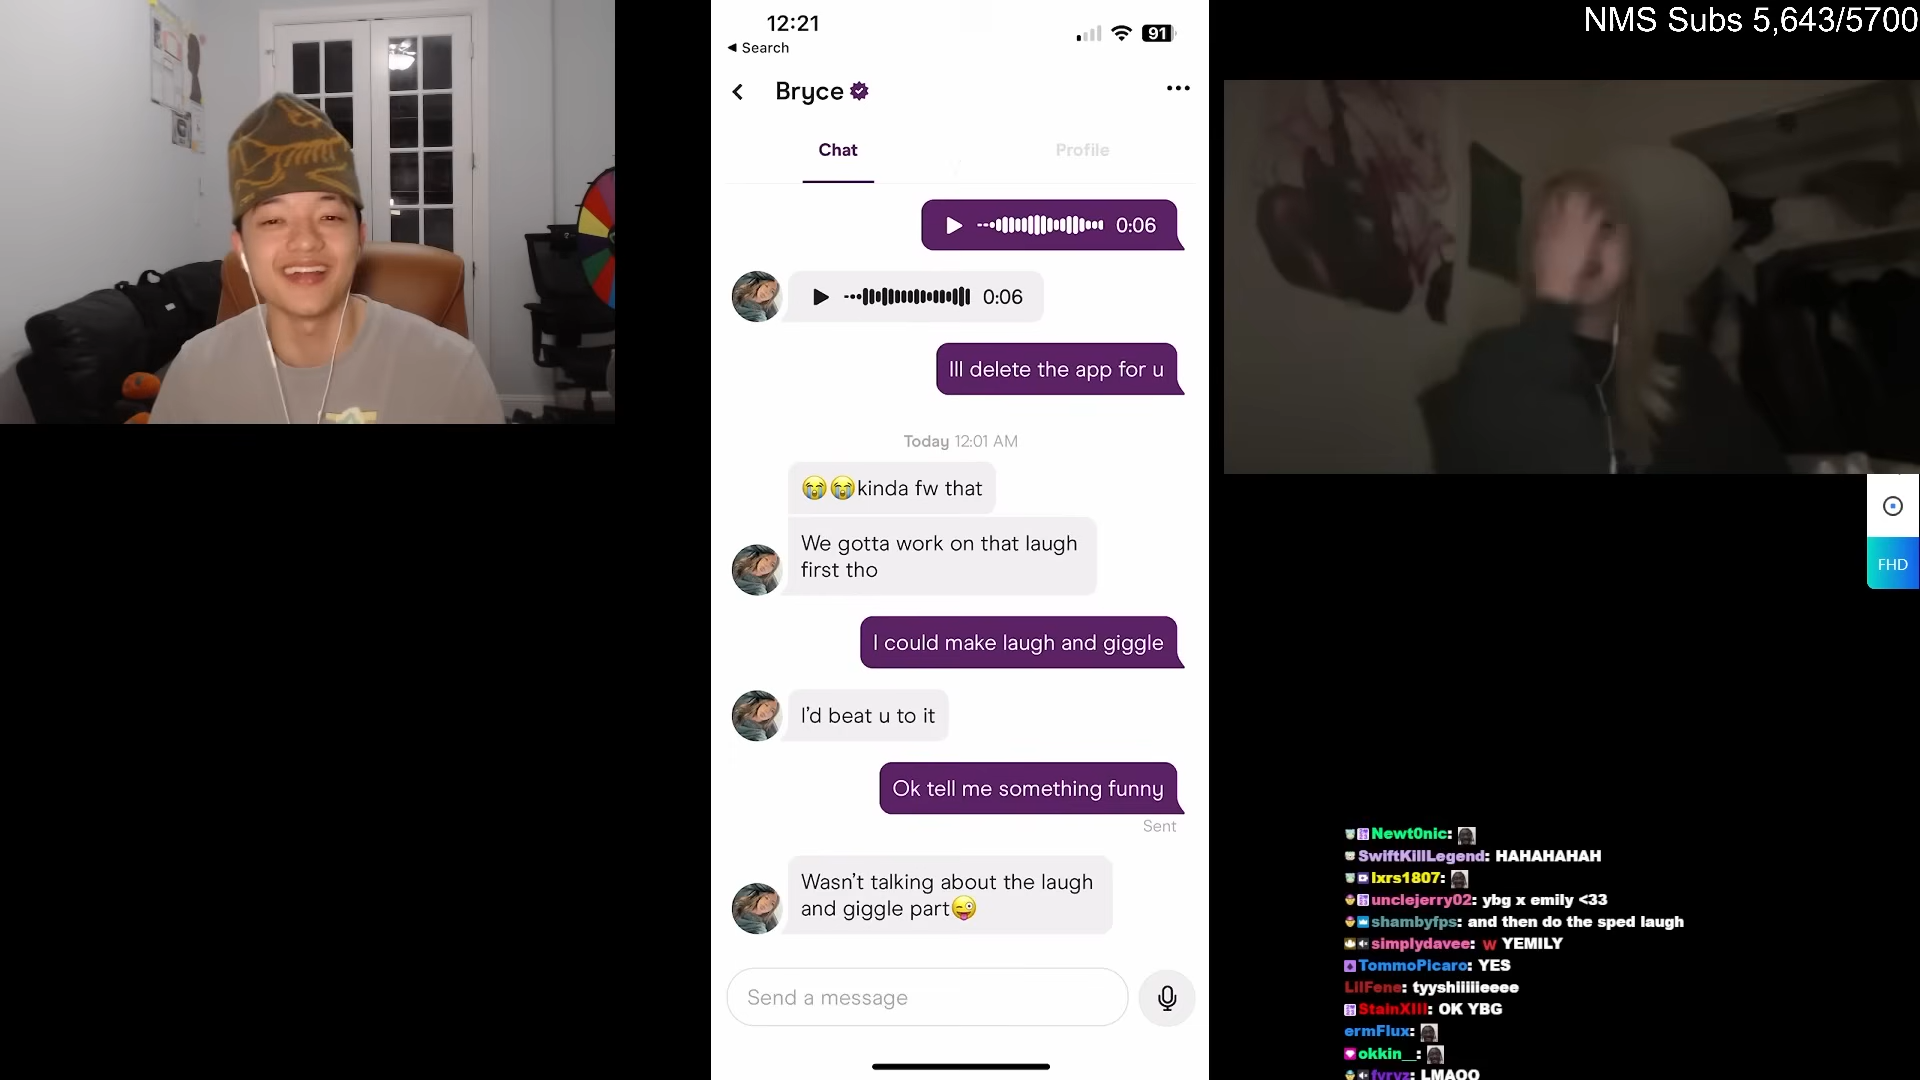 NMS Subs 5,643/5700
12:21
91
◄ Search
Bryce
Chat
Profile
0:06
0:06
Ill delete the app for u
Today 12:01 AM
😭😭kinda fw that
We gotta work on that laugh
first tho
I could make laugh and giggle
I'd beat u to it
Ok tell me something funny
Sent
Wasn't talking about the laugh
and giggle part😜
Send a message
FHD
Newt0nic:
SwiftKillLegend: HAHAHAHAH
lxrs1807:
unclejerry02: ybg x emily <33
shambyfps: and then do the sped laugh
simplydavee: W YEMILY
TommoPicaro: YES
LilFene: tyyshiiiiieeee
StainXIII: OK YBG
ermFlux:
okkin__:
fyryz: LMAOO